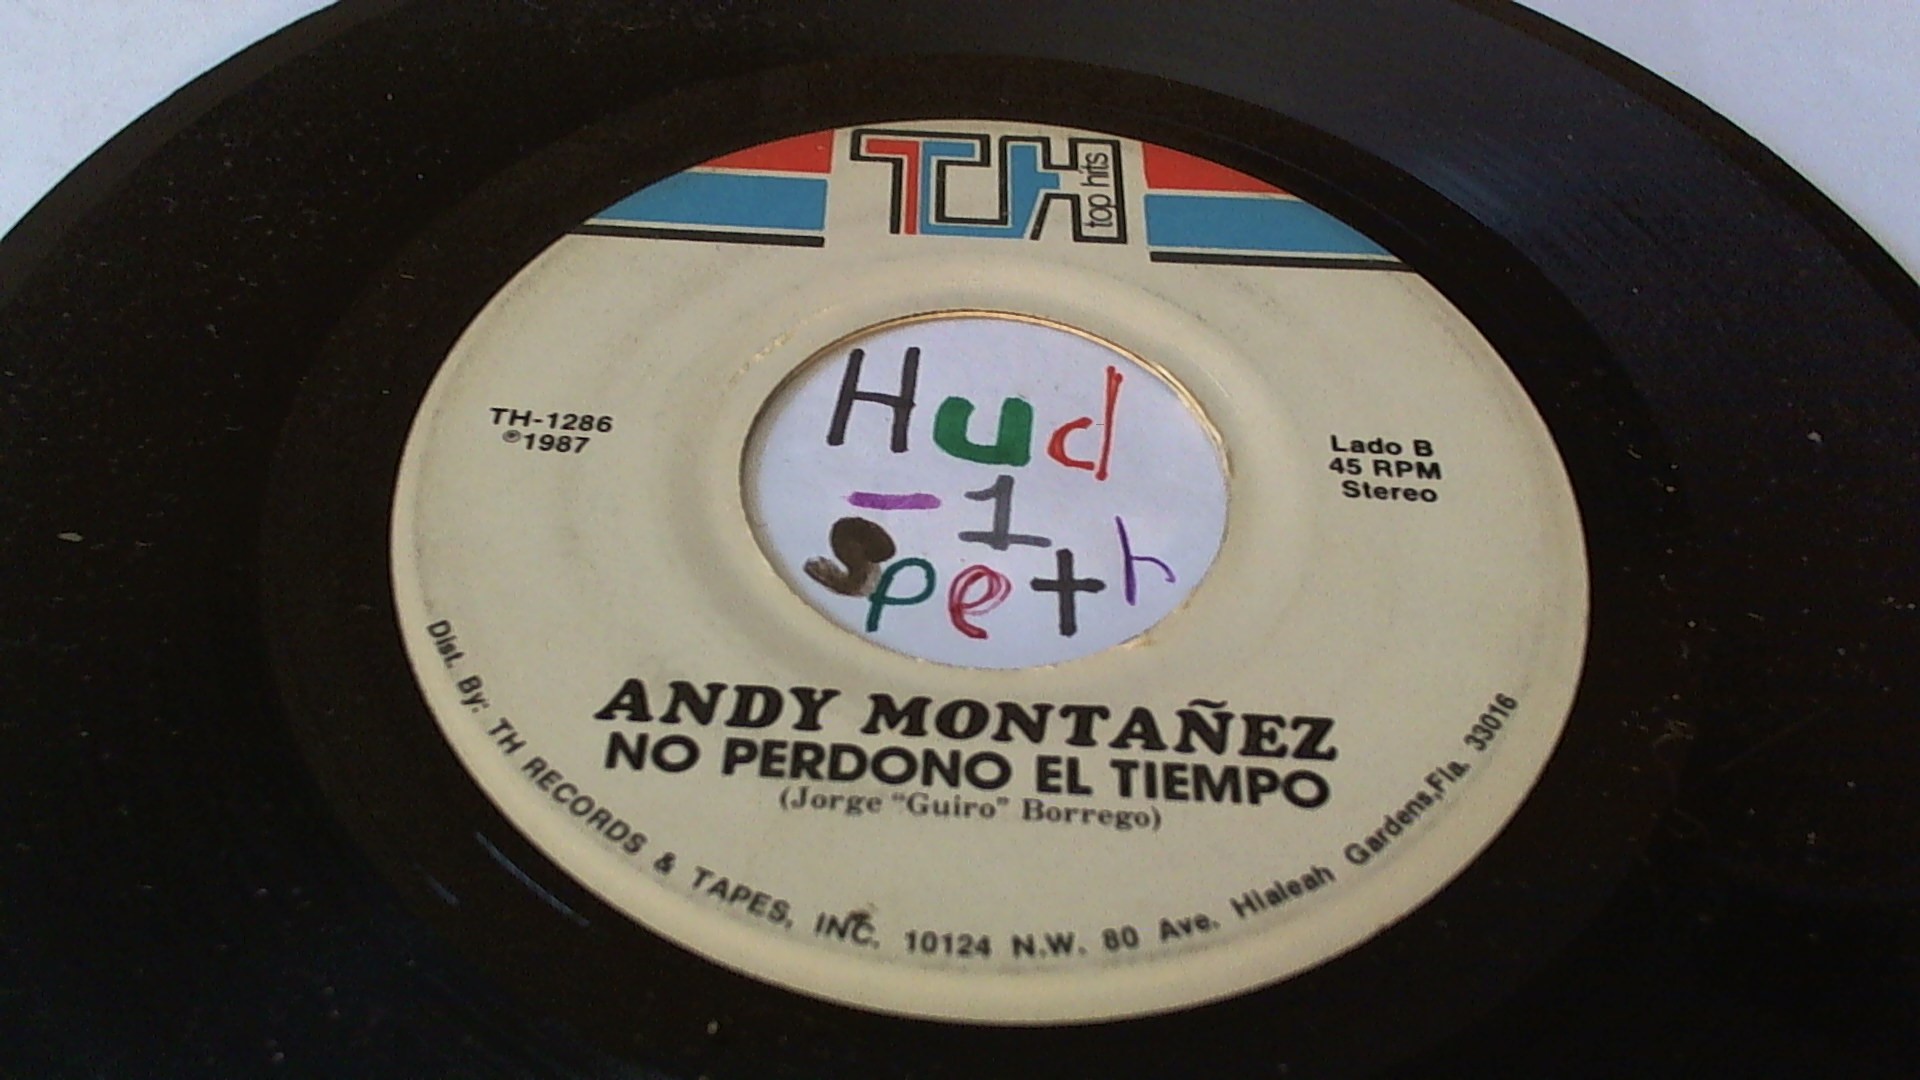 TH
top hits
Hud
-1
Speth
TH-1286
℗1987
Lado B
45 RPM
Stereo
ANDY MONTAÑEZ
NO PERDONO EL TIEMPO
(Jorge "Guiro" Borrego)
Dist. By: TH RECORDS & TAPES, INC. 10124 N.W. 80 Ave. Hialeah Gardens,Fla. 33016